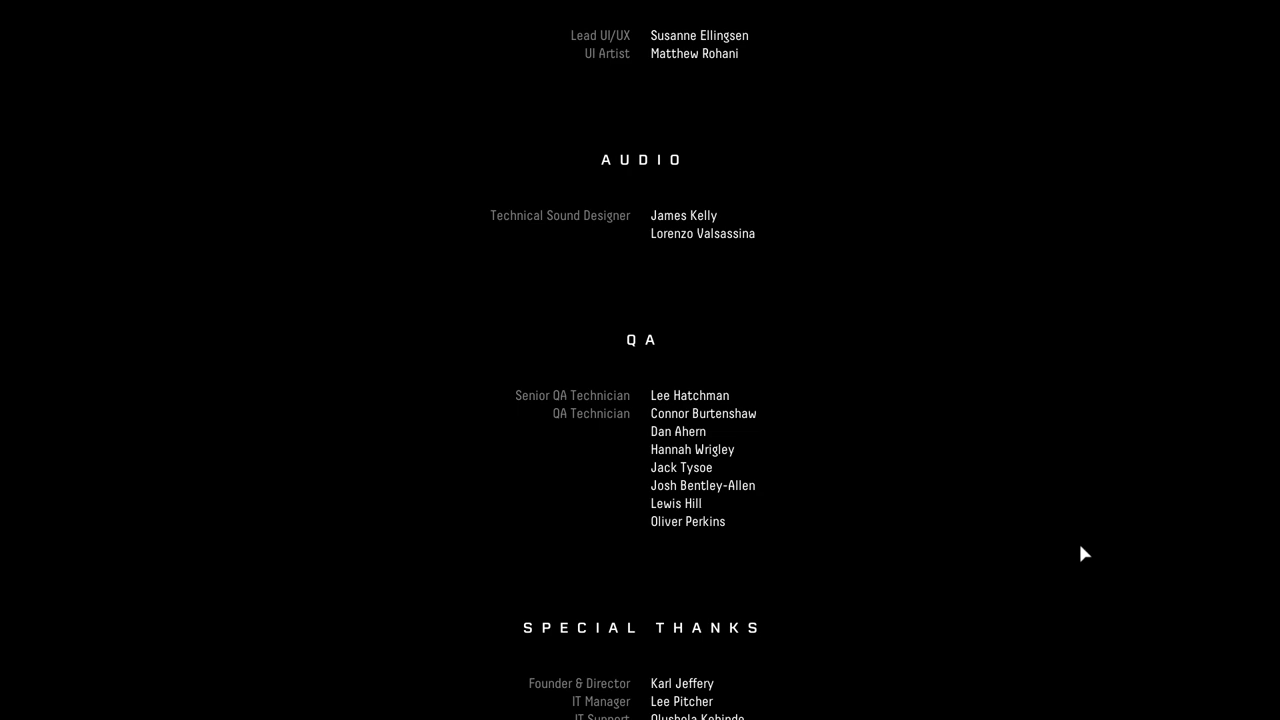 Lead UI/UX Susanne Ellingsen
UI Artist Matthew Rohani
AUDIO
Technical Sound Designer James Kelly
Lorenzo Valsassina
QA
Senior QA Technician Lee Hatchman
QA Technician Connor Burtenshaw
Dan Ahern
Hannah Wrigley
Jack Tysoe
Josh Bentley-Allen
Lewis Hill
Oliver Perkins
SPECIAL THANKS
Founder & Director Karl Jeffery
IT Manager Lee Pitcher
IT Support